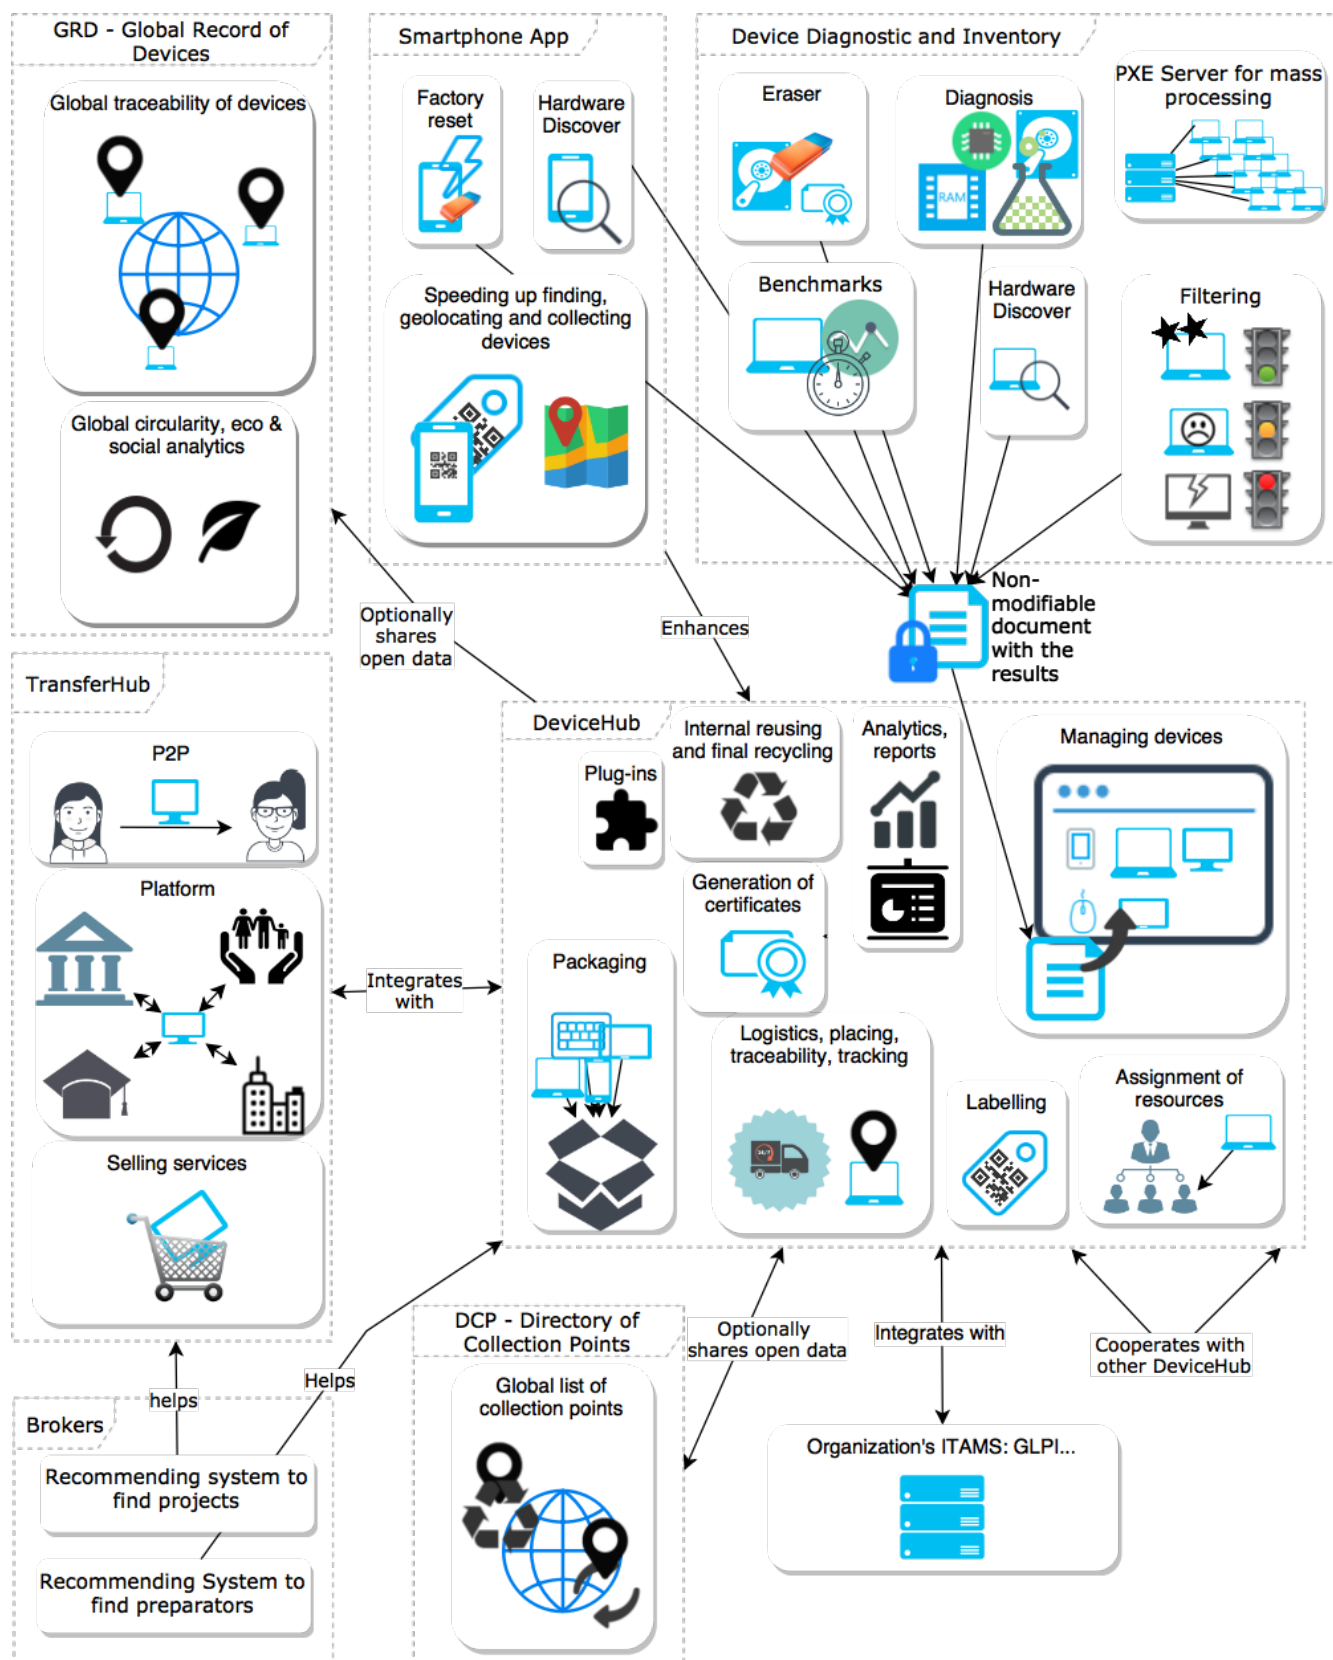 GRD - Global Record of
Devices
Global traceability of devices
Global circularity, eco &
social analytics
Smartphone App
Factory
reset
Hardware
Discover
Speeding up finding,
geolocating and collecting
devices
Device Diagnostic and Inventory
Eraser
Diagnosis
RAM
PXE Server for mass
processing
Benchmarks
Hardware
Discover
Filtering
Optionally
shares
open data
Enhances
Non-
modifiable
document
with the
results
TransferHub
P2P
Platform
Selling services
Integrates
with
DeviceHub
Plug-ins
Internal reusing
and final recycling
Analytics,
reports
Managing devices
Generation of
certificates
Packaging
Logistics, placing,
traceability, tracking
24/7
Labelling
Assignment of
resources
helps
Helps
Brokers
Recommending system to
find projects
Recommending System to
find preparators
DCP - Directory of
Collection Points
Global list of
collection points
Optionally
shares open data
Integrates with
Cooperates with
other DeviceHub
Organization's ITAMS: GLPI...